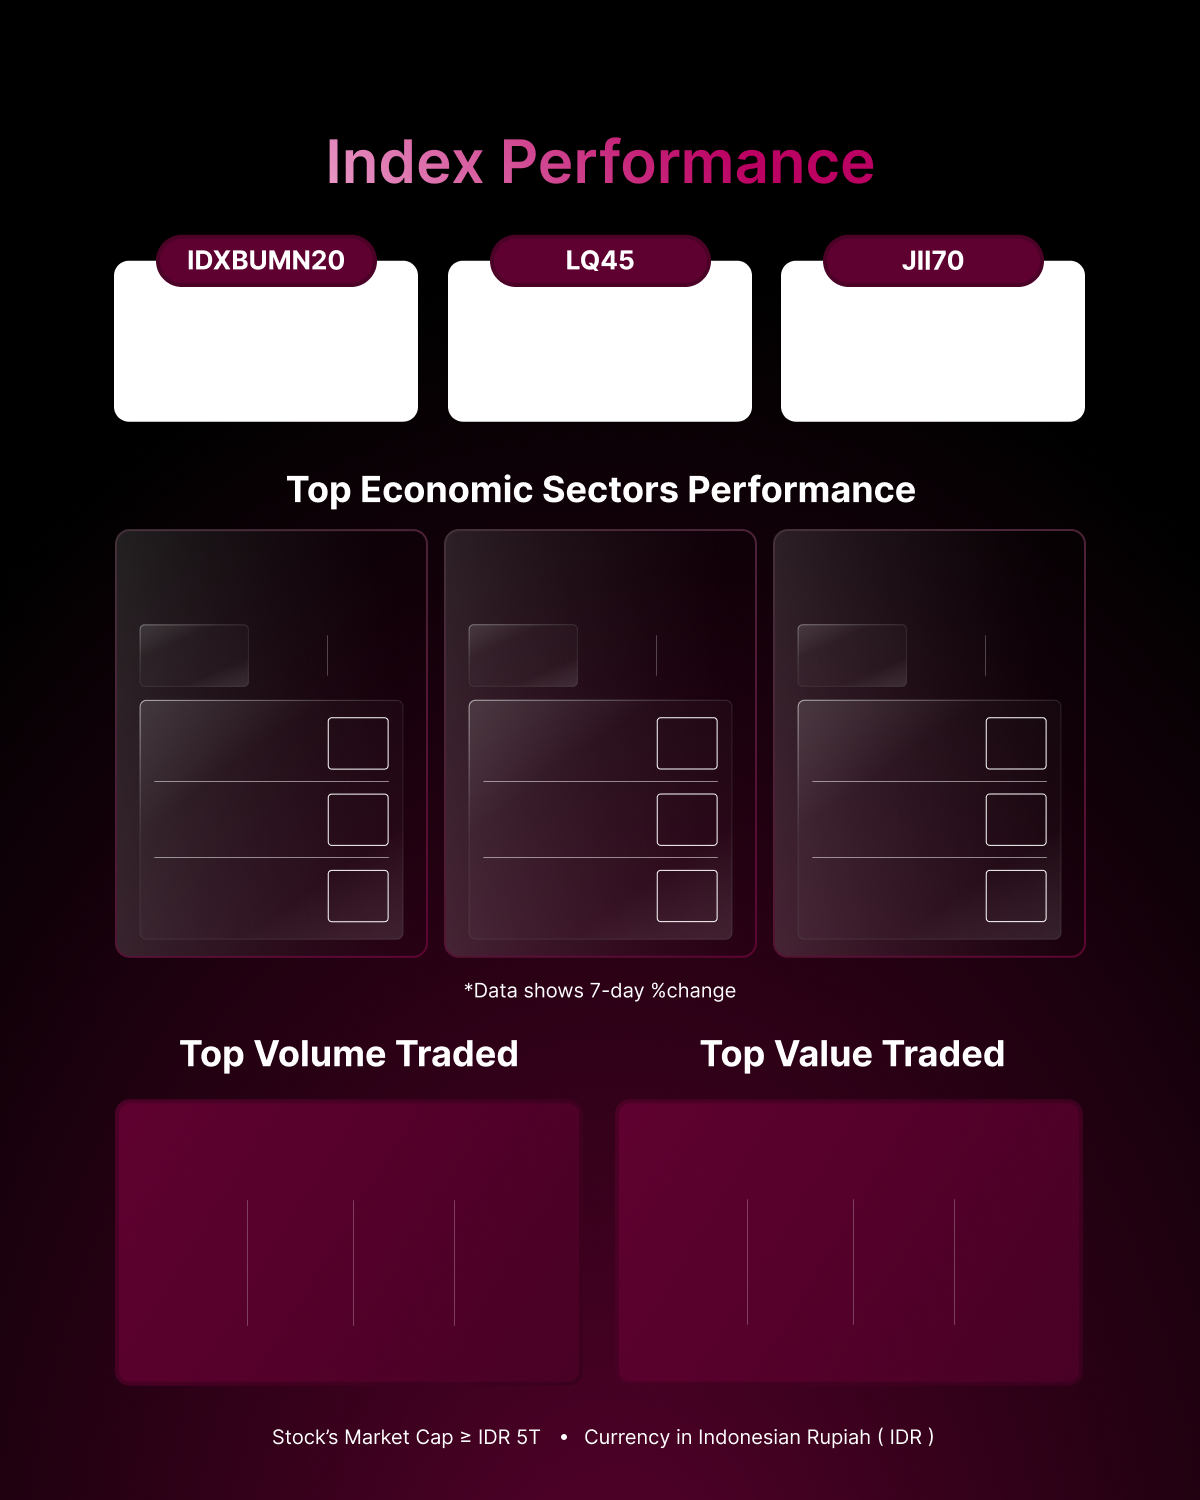 Index Performance
IDXBUMN20
LQ45
JII70
Top Economic Sectors Performance
*Data shows 7-day %change
Top Volume Traded
Top Value Traded
Stock’s Market Cap ≥ IDR 5T • Currency in Indonesian Rupiah ( IDR )